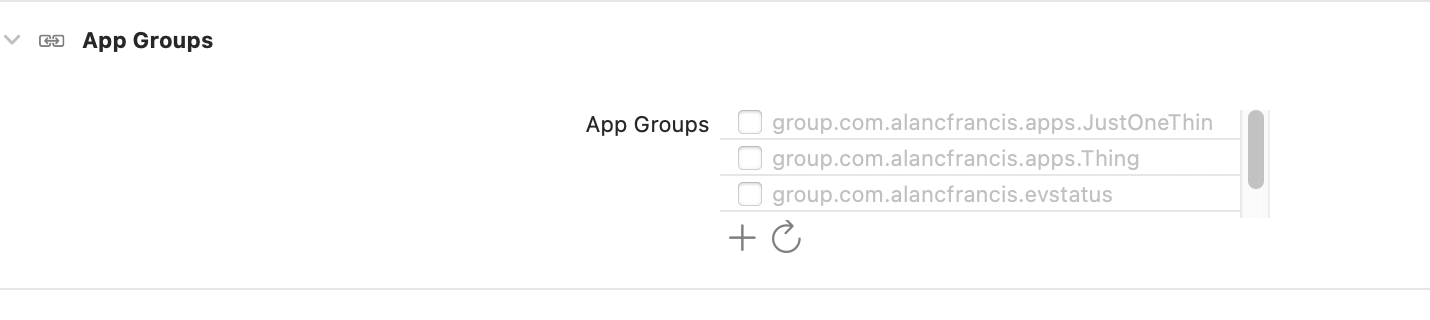 App Groups
App Groups
group.com.alancfrancis.apps.JustOneThin
group.com.alancfrancis.apps.Thing
group.com.alancfrancis.evstatus